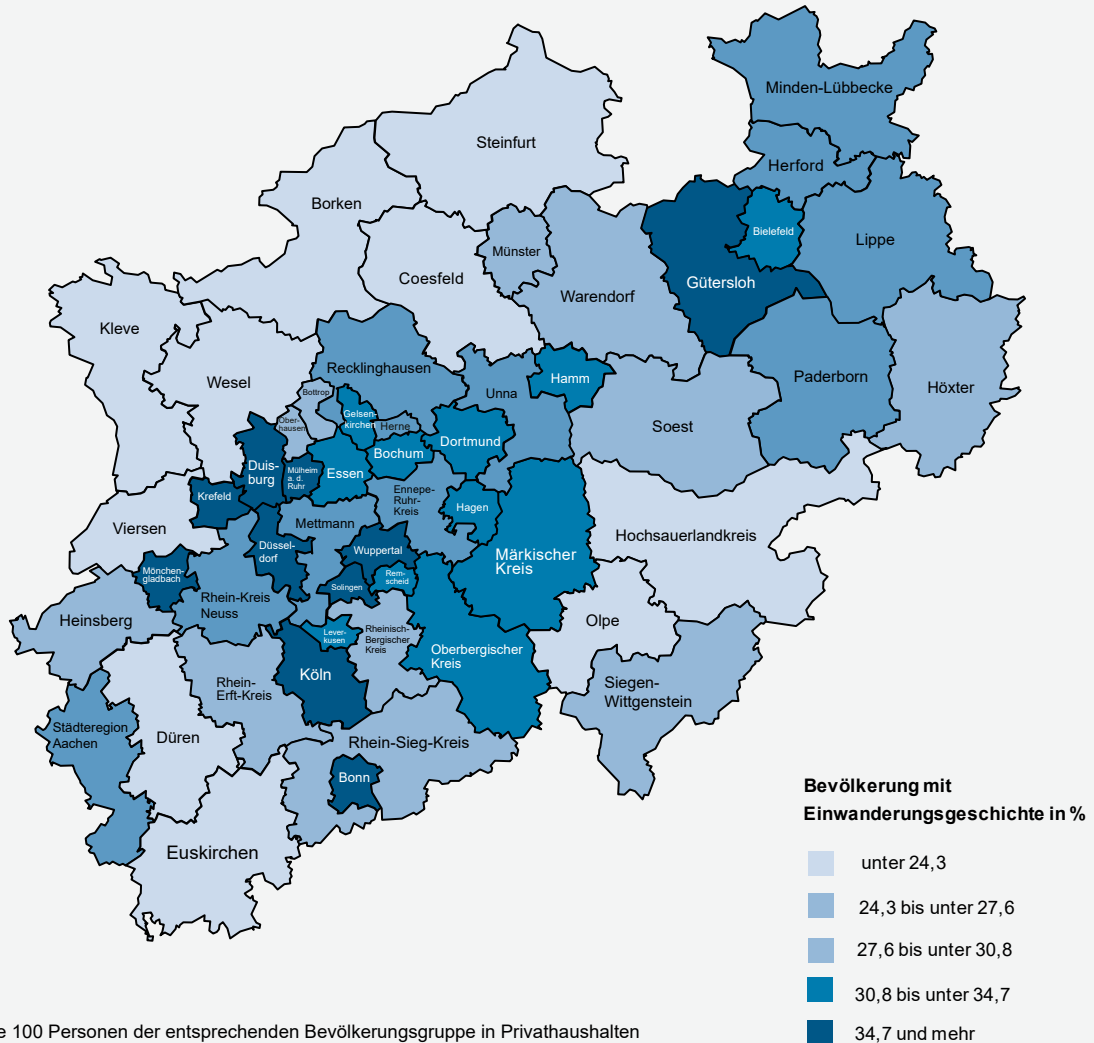 Minden-Lübbecke
Steinfurt
Herford
Borken
Bielefeld
Lippe
Münster
Coesfeld
Gütersloh
Warendorf
Kleve
Recklinghausen
Hamm
Paderborn
Wesel
Unna
Höxter
Bottrop
Gelsen-
kirchen
Ober-
hausen
Herne
Soest
Dortmund
Bochum
Duis-
burg
Mülheim
a. d.
Ruhr
Essen
Krefeld
Ennepe-
Ruhr-
Kreis
Hagen
Viersen
Mettmann
Hochsauerlandkreis
Düssel-
dorf
Wuppertal
Märkischer
Kreis
Mönchen-
gladbach
Rem-
scheid
Solingen
Rhein-Kreis
Neuss
Heinsberg
Olpe
Lever-
kusen
Rheinisch-
Bergischer
Kreis
Oberbergischer
Kreis
Köln
Rhein-
Erft-Kreis
Siegen-
Wittgenstein
Städteregion
Aachen
Düren
Rhein-Sieg-Kreis
Bonn
Euskirchen
Bevölkerung mit
Einwanderungsgeschichte in %
unter 24,3
24,3 bis unter 27,6
27,6 bis unter 30,8
30,8 bis unter 34,7
34,7 und mehr
e 100 Personen der entsprechenden Bevölkerungsgruppe in Privathaushalten